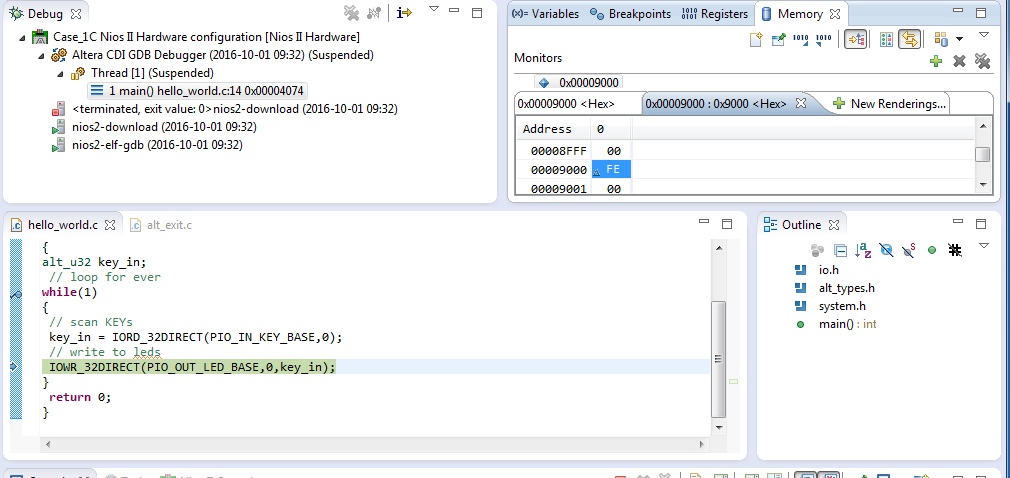 Debug
Case_1C Nios II Hardware configuration [Nios II Hardware]
Altera CDI GDB Debugger (2016-10-01 09:32) (Suspended)
Thread [1] (Suspended)
1 main() hello_world.c:14 0x00004074
<terminated, exit value: 0>nios2-download (2016-10-01 09:32)
nios2-download (2016-10-01 09:32)
nios2-elf-gdb (2016-10-01 09:32)
(x)= Variables Breakpoints 1010 0101 Registers Memory
Monitors
0x00009000
0x00009000 <Hex> 0x00009000 : 0x9000 <Hex> New Renderings...
Address 0
00008FFF 00
00009000 FE
00009001 00
hello_world.c alt_exit.c
{
alt_u32 key_in;
// loop for ever
while(1)
{
// scan KEYs
key_in = IORD_32DIRECT(PIO_IN_KEY_BASE,0);
// write to leds
IOWR_32DIRECT(PIO_OUT_LED_BASE,0,key_in);
}
return 0;
}
Outline
io.h
alt_types.h
system.h
main() : int